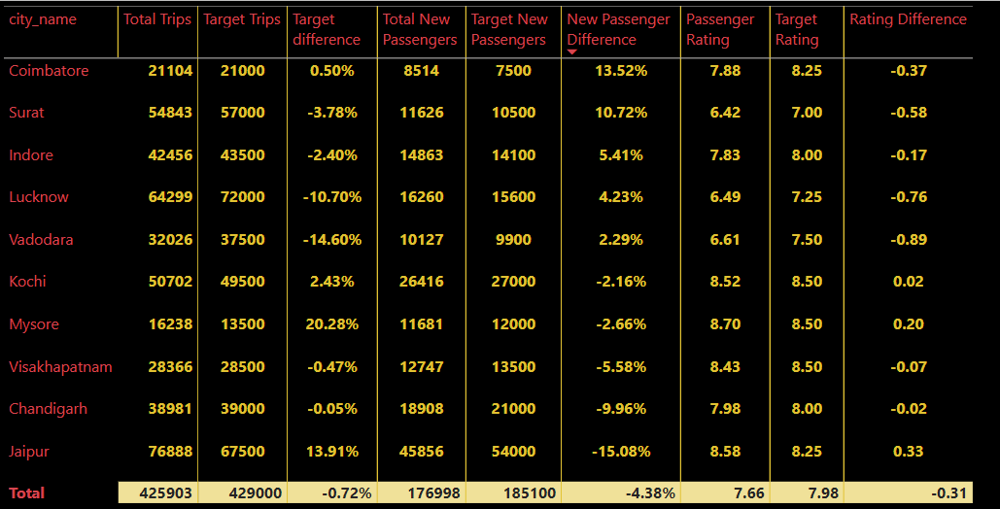 city_name Total Trips Target Trips Target difference Total New Passengers Target New Passengers New Passenger Difference Passenger Rating Target Rating Rating Difference
Coimbatore 21104 21000 0.50% 8514 7500 13.52% 7.88 8.25 -0.37
Surat 54843 57000 -3.78% 11626 10500 10.72% 6.42 7.00 -0.58
Indore 42456 43500 -2.40% 14863 14100 5.41% 7.83 8.00 -0.17
Lucknow 64299 72000 -10.70% 16260 15600 4.23% 6.49 7.25 -0.76
Vadodara 32026 37500 -14.60% 10127 9900 2.29% 6.61 7.50 -0.89
Kochi 50702 49500 2.43% 26416 27000 -2.16% 8.52 8.50 0.02
Mysore 16238 13500 20.28% 11681 12000 -2.66% 8.70 8.50 0.20
Visakhapatnam 28366 28500 -0.47% 12747 13500 -5.58% 8.43 8.50 -0.07
Chandigarh 38981 39000 -0.05% 18908 21000 -9.96% 7.98 8.00 -0.02
Jaipur 76888 67500 13.91% 45856 54000 -15.08% 8.58 8.25 0.33
Total 425903 429000 -0.72% 176998 185100 -4.38% 7.66 7.98 -0.31